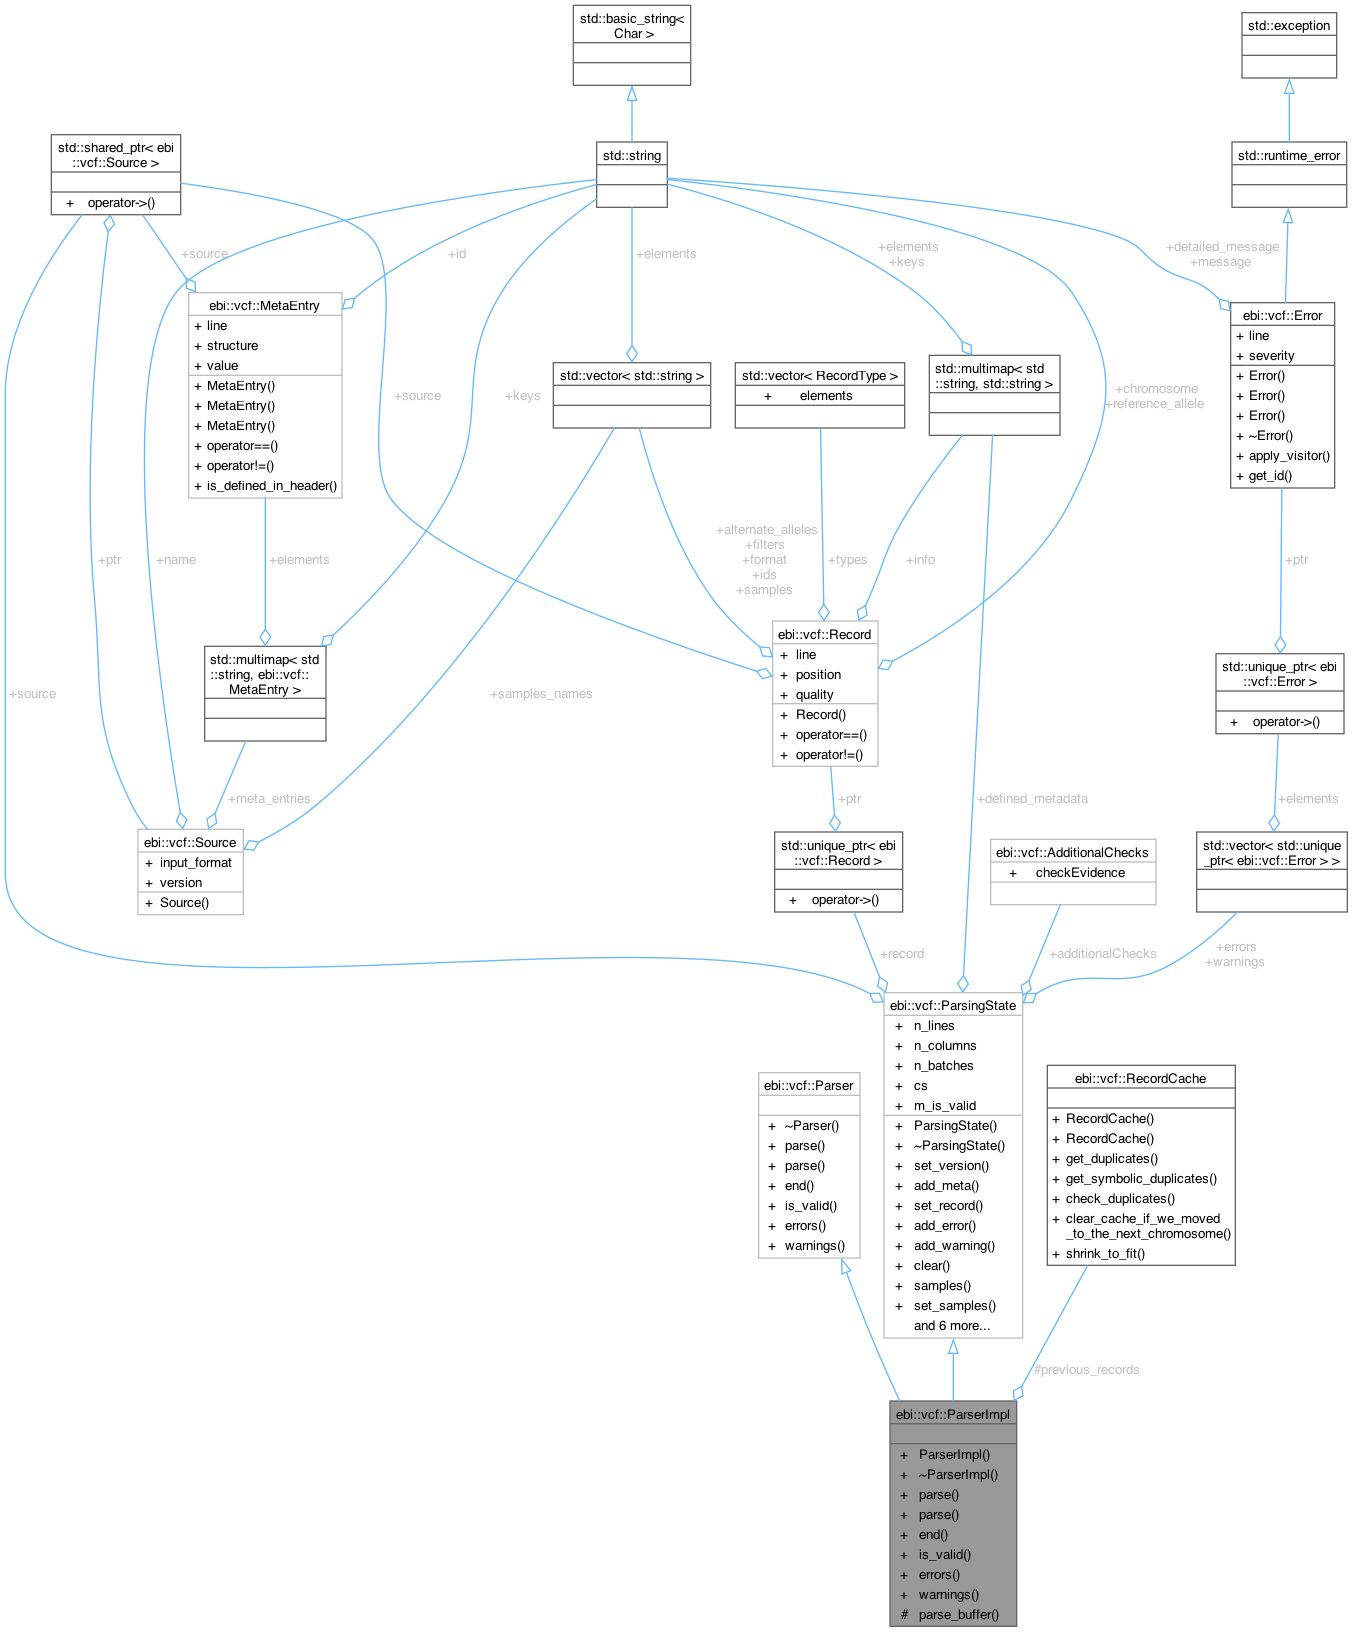 std::basic_string<
Char >
std::exception
std::shared_ptr< ebi
::vcf::Source >
+ operator->()
std::string
std::runtime_error
+source
+id
+elements
+elements
+keys
+detailed_message
+message
ebi::vcf::MetaEntry
+ line
+ structure
+ value
+ MetaEntry()
+ MetaEntry()
+ MetaEntry()
+ operator==()
+ operator!=()
+ is_defined_in_header()
ebi::vcf::Error
+ line
+ severity
+ Error()
+ Error()
+ Error()
+ ~Error()
+ apply_visitor()
+ get_id()
+source
+keys
std::vector< std::string >
std::vector< RecordType >
+ elements
std::multimap< std
::string, std::string >
+chromosome
+reference_allele
+ptr
+name
+elements
+alternate_alleles
+filters
+format
+ids
+samples
+types
+info
+ptr
ebi::vcf::Record
+ line
+ position
+ quality
+ Record()
+ operator==()
+ operator!=()
std::multimap< std
::string, ebi::vcf::
MetaEntry >
std::unique_ptr< ebi
::vcf::Error >
+ operator->()
+source
+samples_names
+meta_entries
+ptr
+defined_metadata
+elements
ebi::vcf::Source
+ input_format
+ version
+ Source()
std::unique_ptr< ebi
::vcf::Record >
+ operator->()
ebi::vcf::AdditionalChecks
+ checkEvidence
std::vector< std::unique
_ptr< ebi::vcf::Error > >
+record
+additionalChecks
+errors
+warnings
ebi::vcf::ParsingState
+ n_lines
+ n_columns
+ n_batches
+ cs
+ m_is_valid
+ ParsingState()
+ ~ParsingState()
+ set_version()
+ add_meta()
+ set_record()
+ add_error()
+ add_warning()
+ clear()
+ samples()
+ set_samples()
and 6 more...
ebi::vcf::Parser
+ ~Parser()
+ parse()
+ parse()
+ end()
+ is_valid()
+ errors()
+ warnings()
ebi::vcf::RecordCache
+ RecordCache()
+ RecordCache()
+ get_duplicates()
+ get_symbolic_duplicates()
+ check_duplicates()
+ clear_cache_if_we_moved
_to_the_next_chromosome()
+ shrink_to_fit()
#previous_records
ebi::vcf::ParserImpl
+ ParserImpl()
+ ~ParserImpl()
+ parse()
+ parse()
+ end()
+ is_valid()
+ errors()
+ warnings()
# parse_buffer()